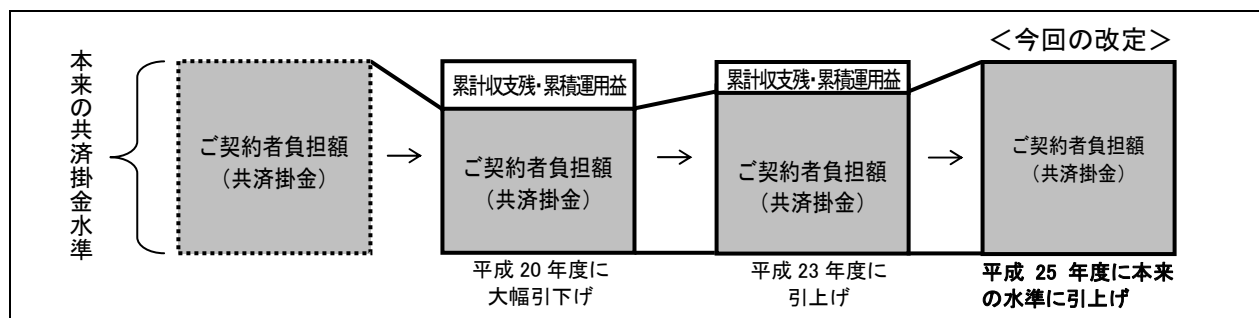 ＜今回の改定＞
本来の共済掛金水準
ご契約者負担額
（共済掛金）
→
累計収支残・累積運用益
ご契約者負担額
（共済掛金）
平成 20 年度に
大幅引下げ
→
累計収支残・累積運用益
ご契約者負担額
（共済掛金）
平成 23 年度に
引上げ
→
ご契約者負担額
（共済掛金）
平成 25 年度に本来
の水準に引上げ